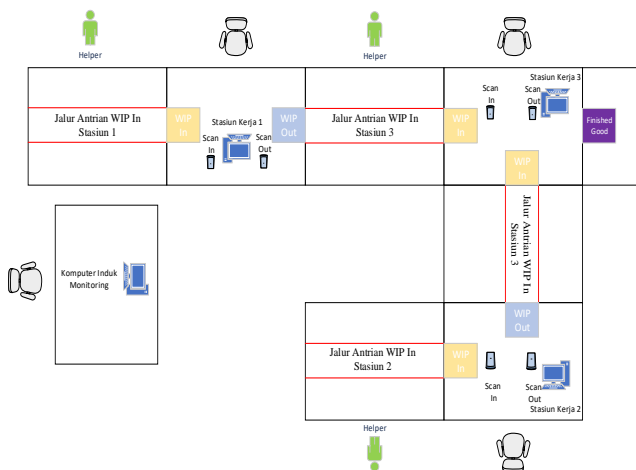 Helper
Helper
Jalur Antrian WIP In
Stasiun 1
WIP
In
Stasiun Kerja 1
Scan
In
Scan
Out
WIP
Out
Jalur Antrian WIP In
Stasiun 3
WIP
In
Scan
In
Stasiun Kerja 3
Scan
Out
Finished
Good
WIP
In
Jalur Antrian WIP In
Stasiun 3
Komputer Induk
Monitoring
WIP
Out
Jalur Antrian WIP In
Stasiun 2
WIP
In
Scan
In
Scan
Out
Stasiun Kerja 2
Helper